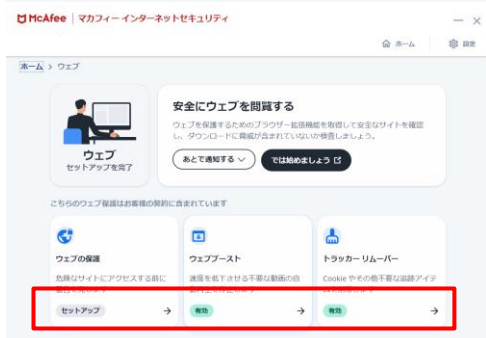 McAfee | マカフィー インターネットセキュリティ
ホーム 設定
ホーム > ウェブ
安全にウェブを閲覧する
ウェブを保護するためのブラウザー拡張機能を取得して安全なサイトを確認
し、ダウンロードに脅威が含まれていないか検査しましょう。
あとで通知する では始めましょう
ウェブ
セットアップを完了
こちらのウェブ保護はお客様の契約に含まれています
ウェブの保護
危険なサイトにアクセスする前に
セットアップ →
ウェブブースト
速度を低下させる不要な動画の自
有効 →
トラッカー リムーバー
Cookie やその他不要な追跡アイテ
有効 →